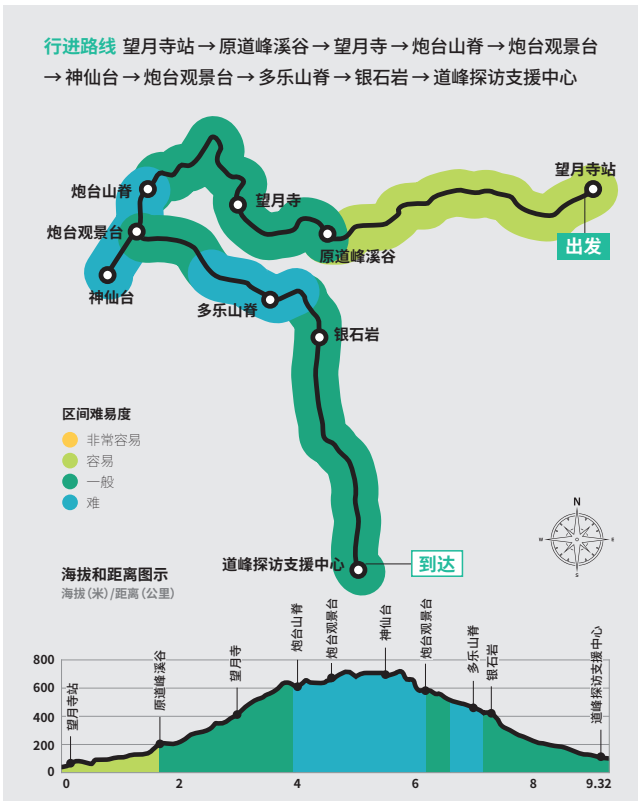 行进路线 望月寺站→原道峰溪谷→望月寺→炮台山脊→炮台观景台
→神仙台→炮台观景台→多乐山脊→银石岩→道峰探访支援中心
望月寺站
炮台山脊
望月寺
炮台观景台
出发
原道峰溪谷
神仙台
多乐山脊
银石岩
区间难易度
非常容易
容易
一般
难
N
W
E
S
道峰探访支援中心
到达
海拔和距离图示
海拔(米)/距离(公里)
望月寺站
原道峰溪谷
望月寺
炮台山脊
炮台观景台
神仙台
炮台观景台
多乐山脊
银石岩
道峰探访支援中心
800
600
400
200
0
0 2 4 6 8 9.32